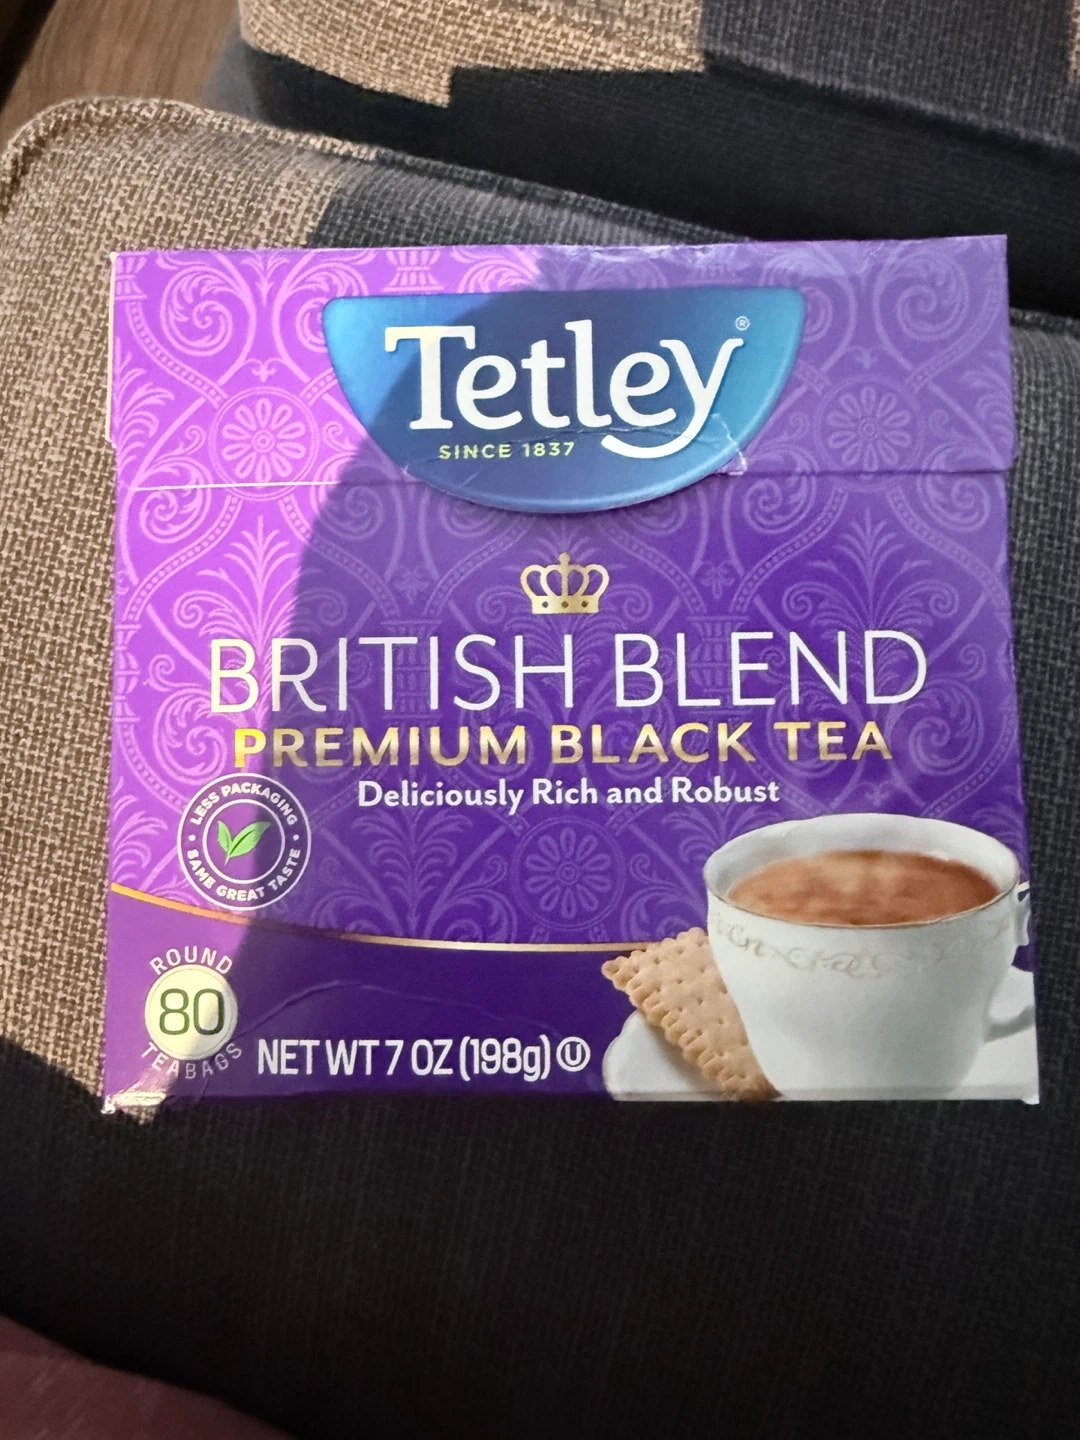 Tetley®
SINCE 1837
BRITISH BLEND
PREMIUM BLACK TEA
Deliciously Rich and Robust
LESS PACKAGING
• SAME GREAT TASTE •
ROUND
80
TEABAGS
NET WT 7 OZ (198g) U